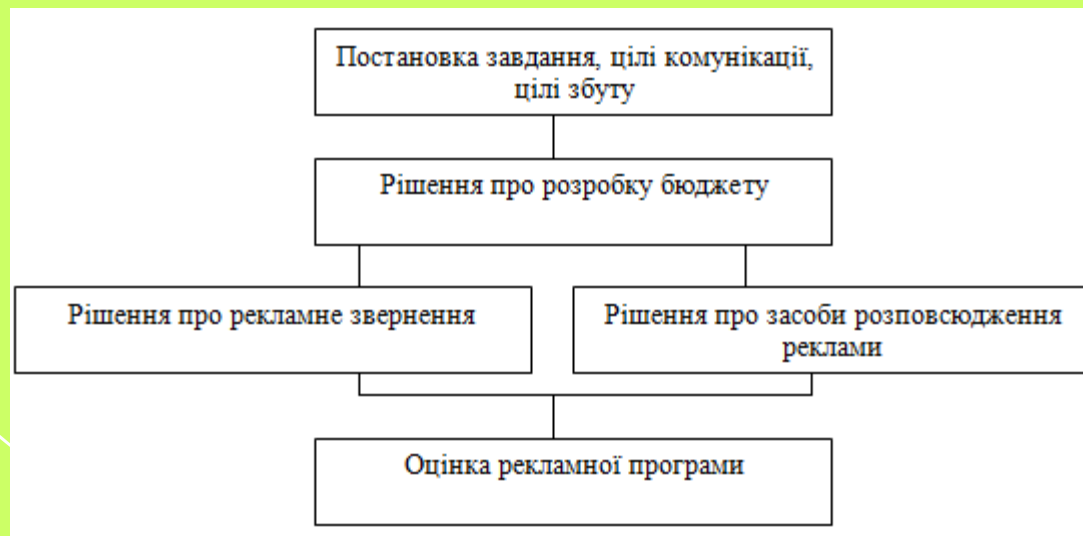 Постановка завдання, цілі комунікації,
цілі збуту
Рішення про розробку бюджету
Рішення про рекламне звернення
Рішення про засоби розповсюдження
реклами
Оцінка рекламної програми